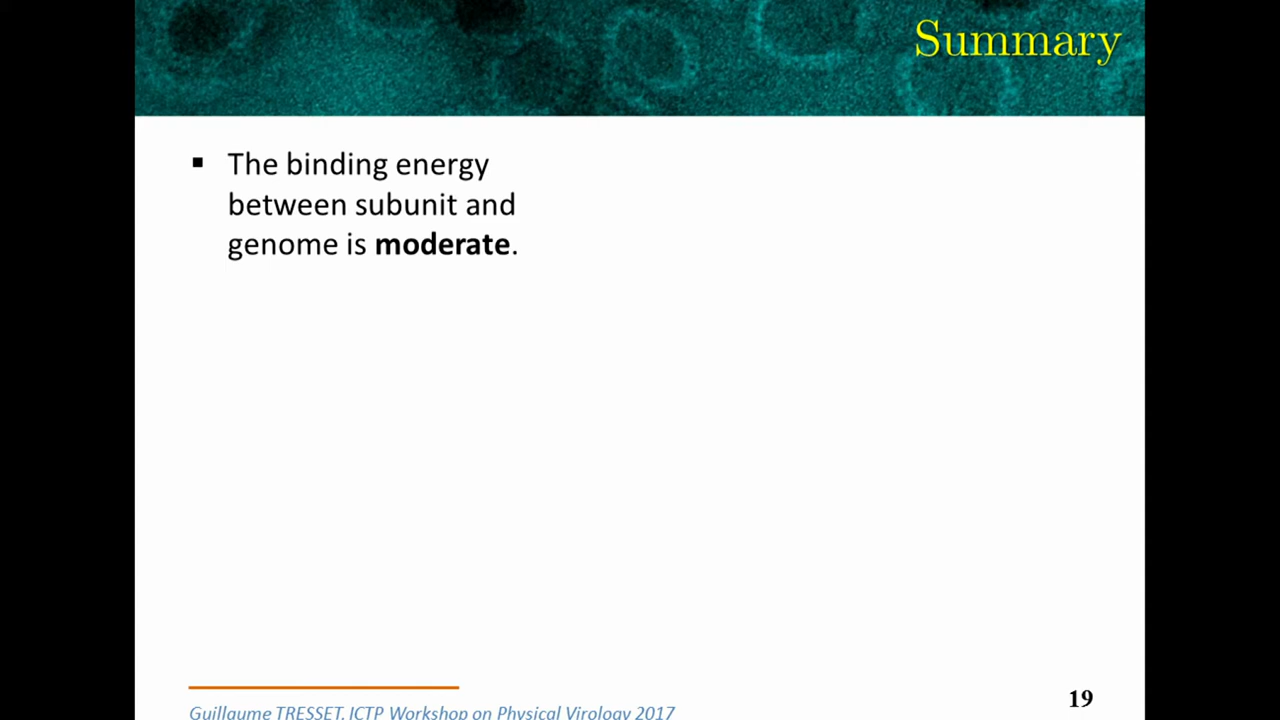 Summary
▪ The binding energy
between subunit and
genome is moderate.
Guillaume TRESSET, ICTP Workshop on Physical Virology 2017
19